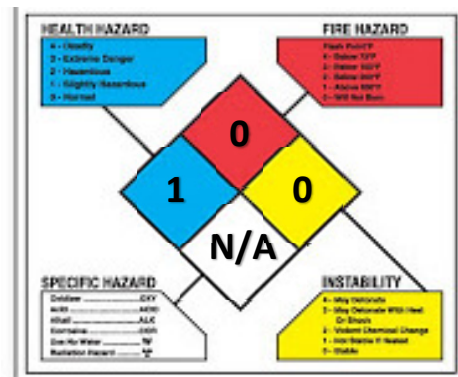 HEALTH HAZARD
4 - Deadly
3 - Extreme Danger
2 - Hazardous
1 - Slightly Hazardous
0 - Normal
FIRE HAZARD
Flash Point°F
4 - Below 73°F
3 - Below 100°F
2 - Below 200°F
1 - Above 200°F
0 - Will Not Burn
0
1
0
N/A
SPECIFIC HAZARD
Oxidizer OXY
Acid ACID
Alkali ALK
Corrosive COR
Use No Water W
Radiation Hazard
INSTABILITY
4 - May Detonate
3 - May Detonate With Heat
Or Shock
2 - Violent Chemical Change
1 - Not Stable if Heated
0 - Stable